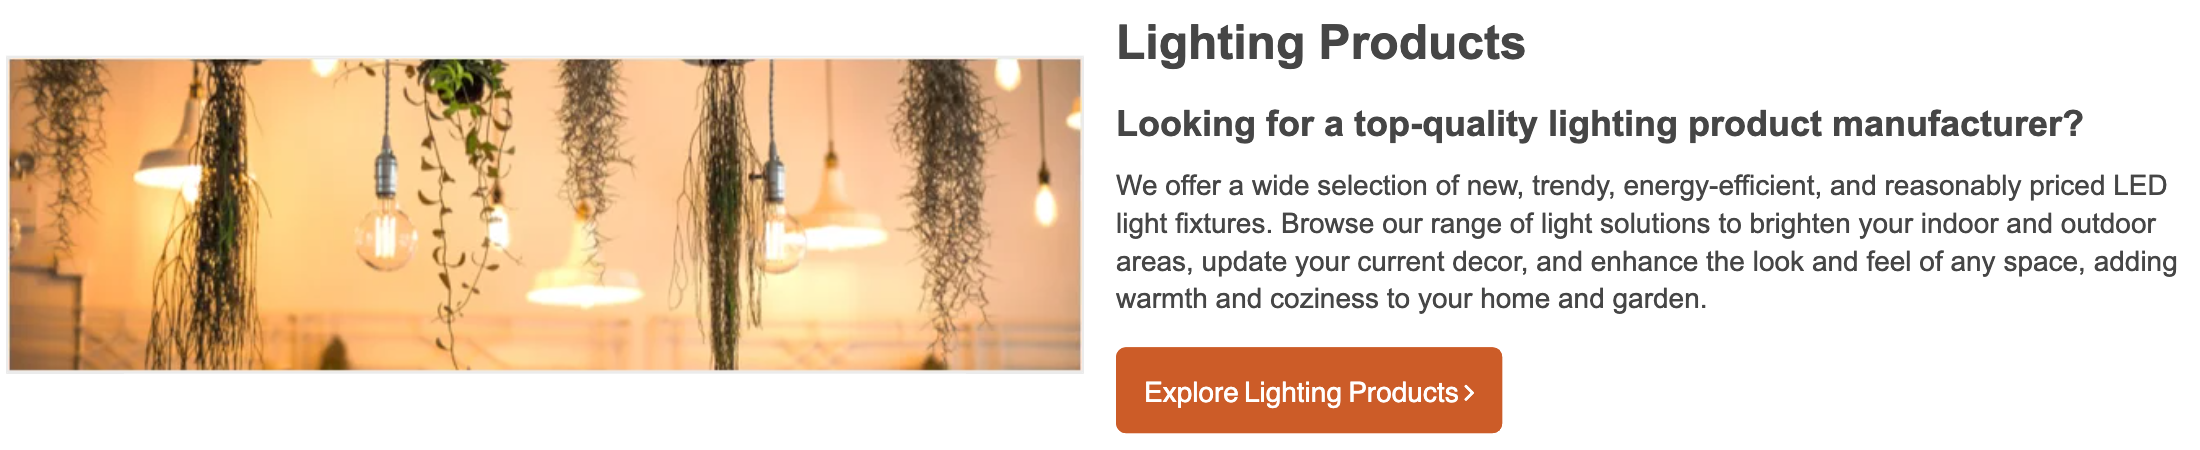 Lighting Products
Looking for a top-quality lighting product manufacturer?
We offer a wide selection of new, trendy, energy-efficient, and reasonably priced LED
light fixtures. Browse our range of light solutions to brighten your indoor and outdoor
areas, update your current decor, and enhance the look and feel of any space, adding
warmth and coziness to your home and garden.
Explore Lighting Products >